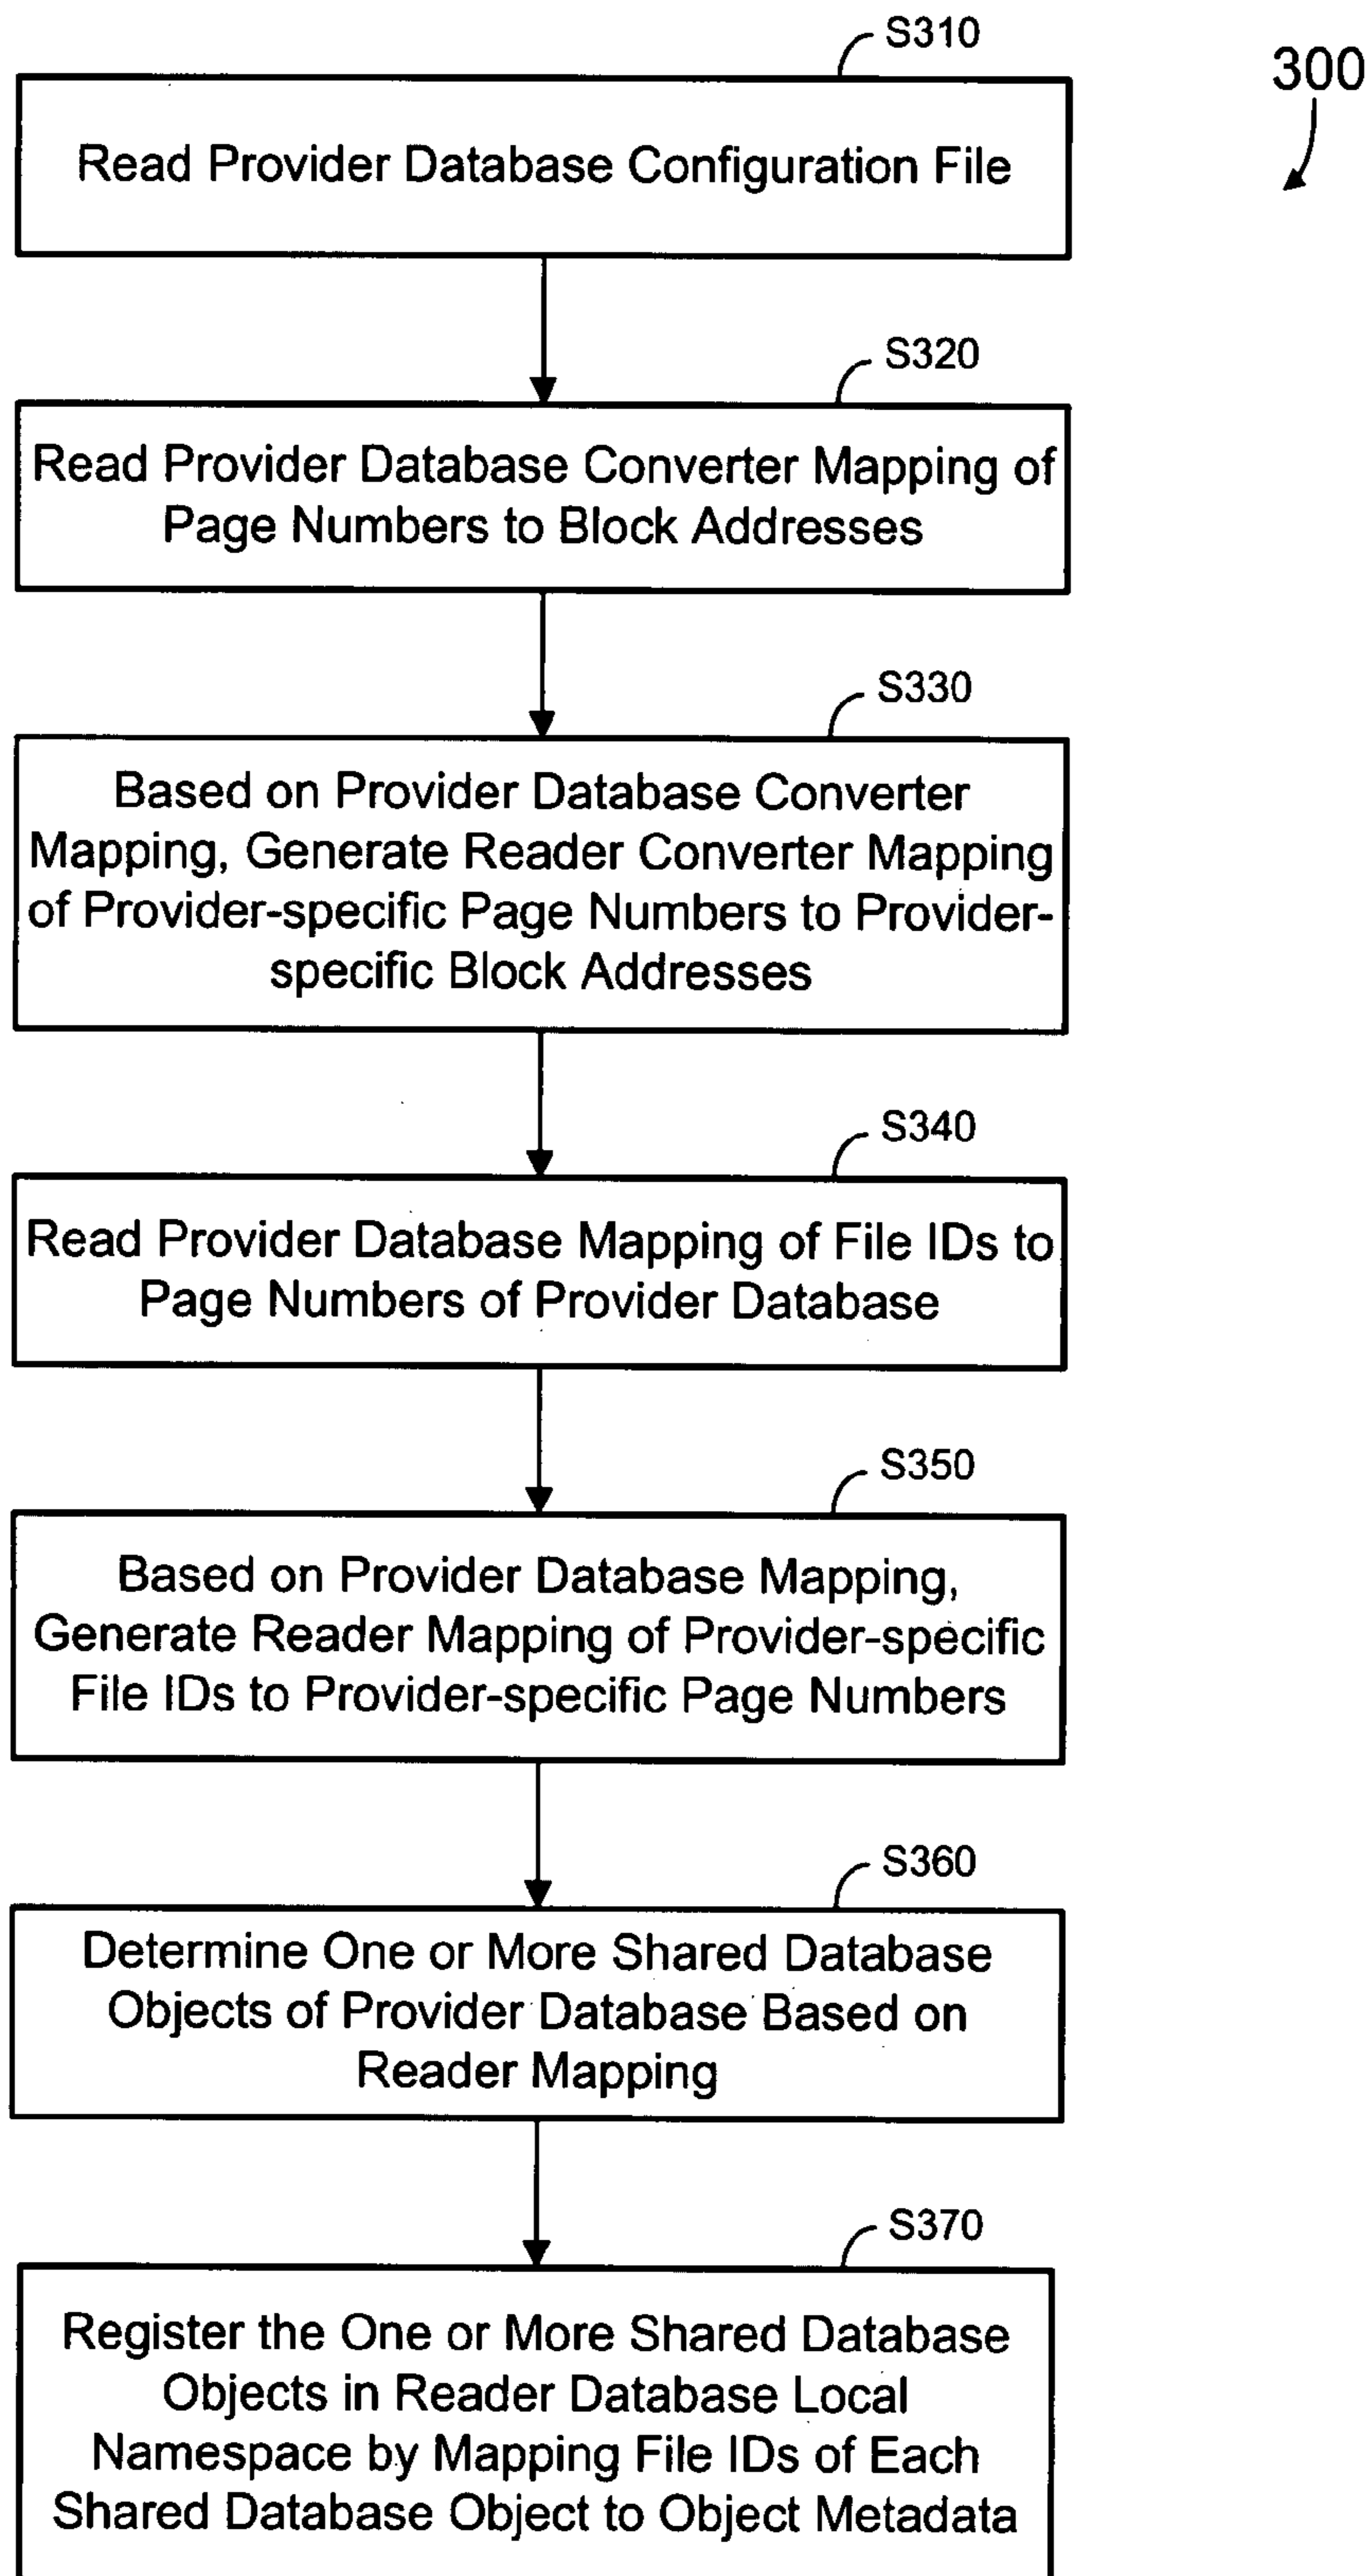 S310
300
Read Provider Database Configuration File
S320
Read Provider Database Converter Mapping of
Page Numbers to Block Addresses
S330
Based on Provider Database Converter
Mapping, Generate Reader Converter Mapping
of Provider-specific Page Numbers to Provider-
specific Block Addresses
S340
Read Provider Database Mapping of File IDs to
Page Numbers of Provider Database
S350
Based on Provider Database Mapping,
Generate Reader Mapping of Provider-specific
File IDs to Provider-specific Page Numbers
S360
Determine One or More Shared Database
Objects of Provider Database Based on
Reader Mapping
S370
Register the One or More Shared Database
Objects in Reader Database Local
Namespace by Mapping File IDs of Each
Shared Database Object to Object Metadata